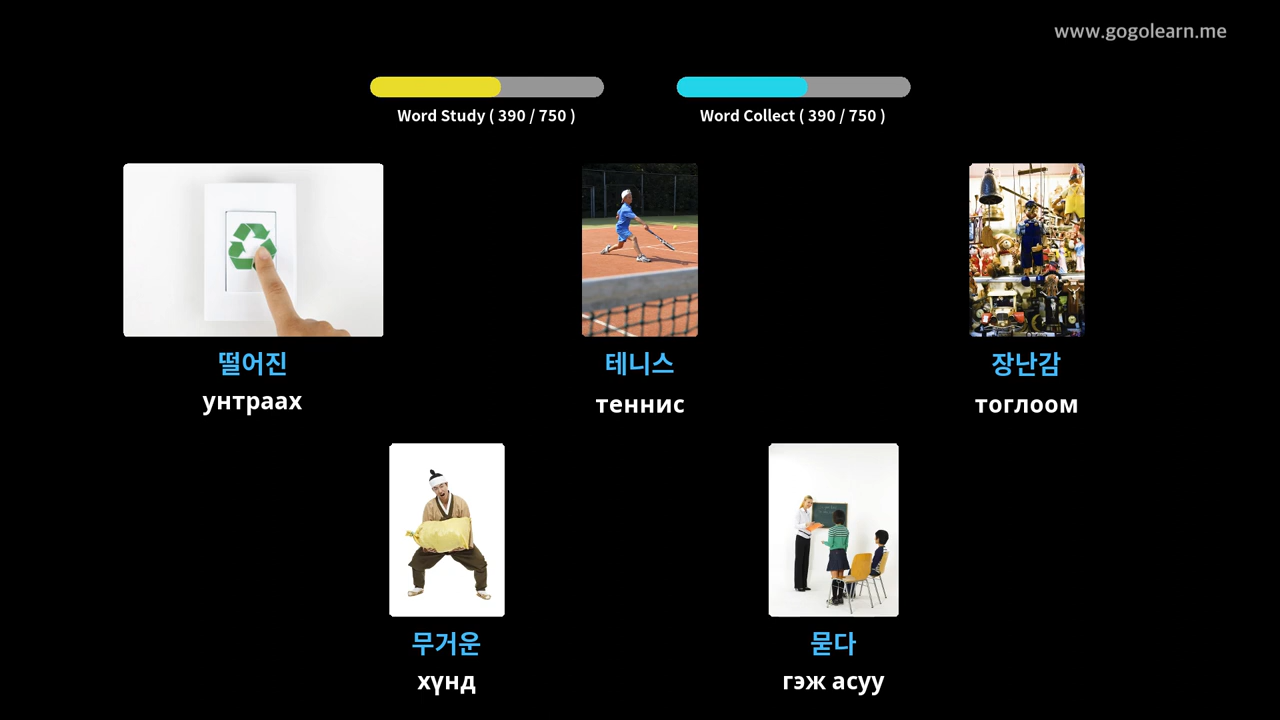 www.gogolearn.me
Word Study ( 390 / 750 )
Word Collect ( 390 / 750 )
떨어진
унтраах
테니스
теннис
장난감
тоглоом
무거운
хүнд
묻다
гэж асуу